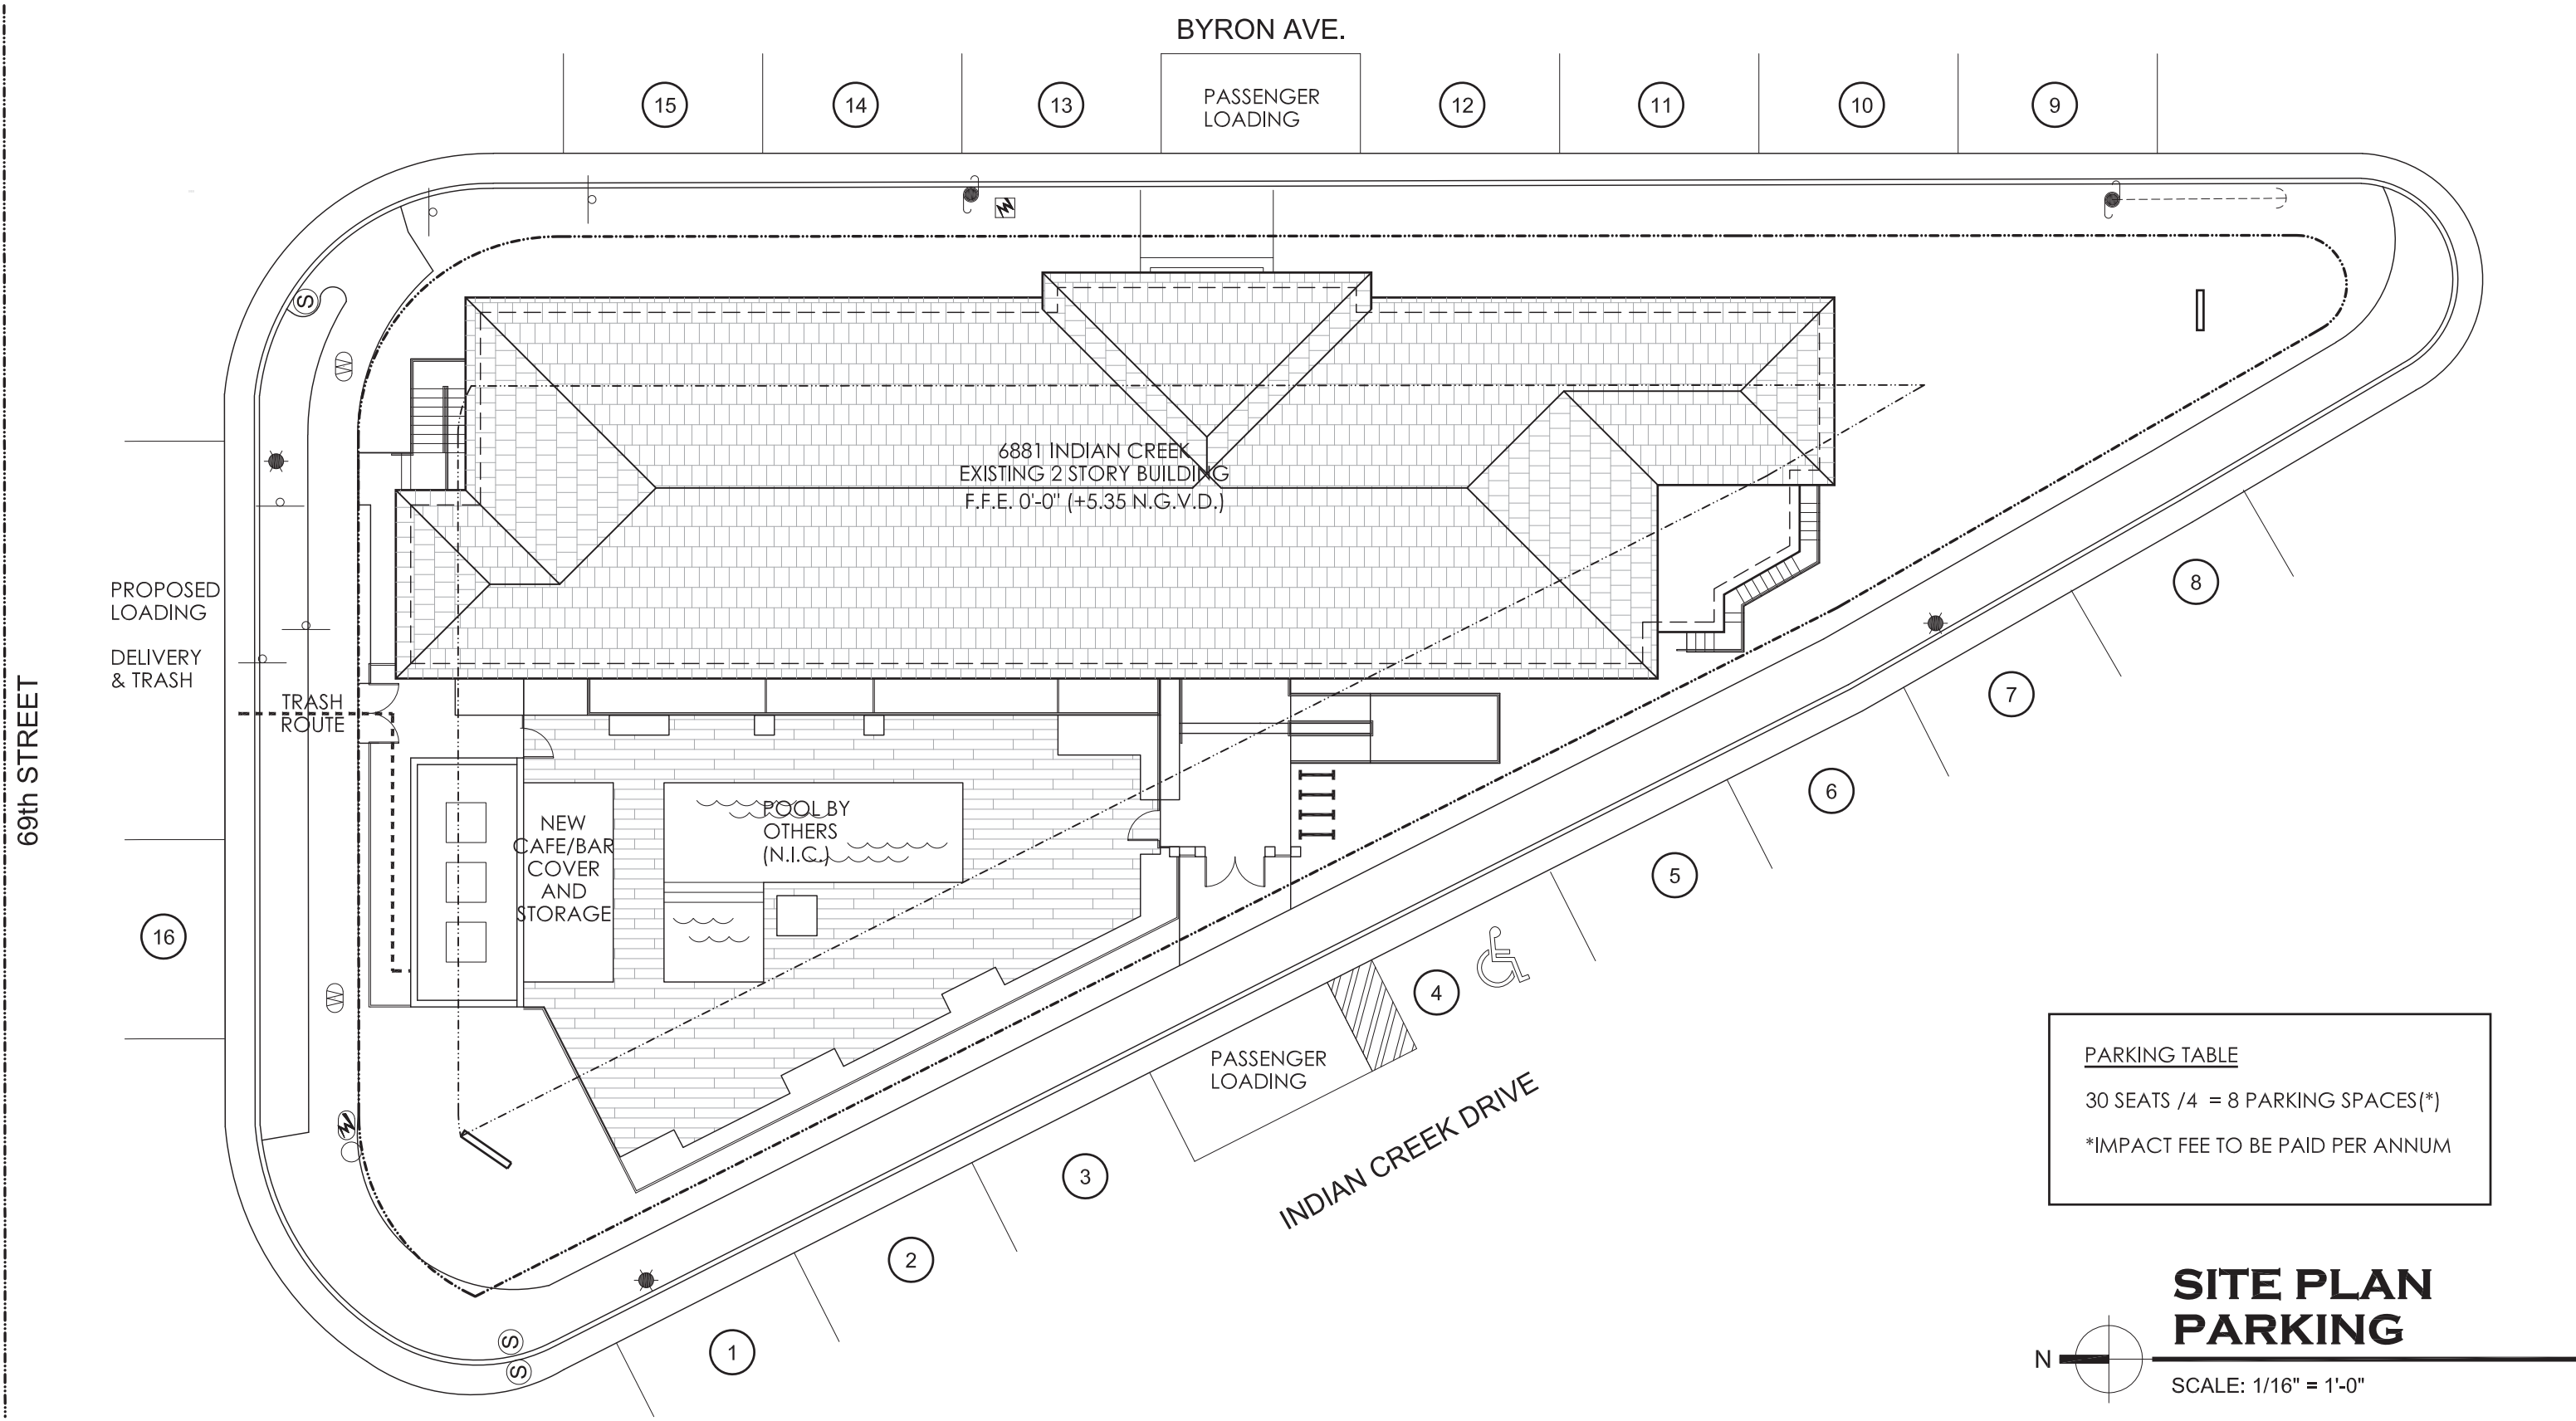 BYRON AVE.
15
14
13
PASSENGER
LOADING
12
11
10
9
S
6881 INDIAN CREEK
EXISTING 2 STORY BUILDING
F.F.E. 0'-0" (+5.35 N.G.V.D.)
PROPOSED
LOADING
DELIVERY
& TRASH
69th STREET
TRASH
ROUTE
16
NEW
CAFE/BAR
COVER
AND
STORAGE
POOL BY
OTHERS
(N.I.C.)
8
7
6
5
4
PASSENGER
LOADING
3
2
1
S
S
W
W
INDIAN CREEK DRIVE
PARKING TABLE
30 SEATS /4 = 8 PARKING SPACES(*)
*IMPACT FEE TO BE PAID PER ANNUM
SITE PLAN
PARKING
N
SCALE: 1/16" = 1'-0"